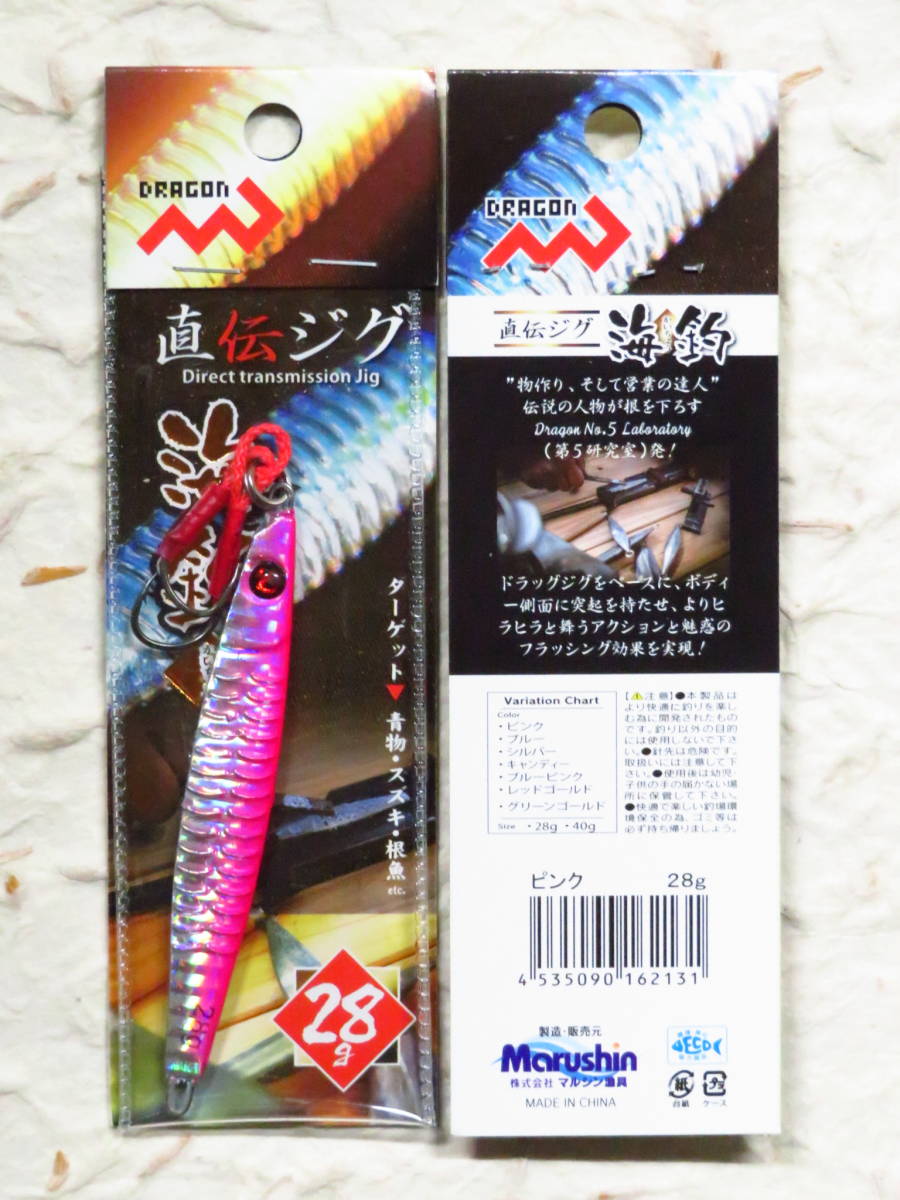 DRAGON
直伝ジグ
Direct transmission Jig
ターゲット▼青物・スズキ・根魚 etc.
28g
28g
DRAGON
直伝ジグ 海釣
"物作り、そして営業の達人"
伝説の人物が根を下ろす
Dragon No.5 Laboratory
(第5研究室)発!
ドラッグジグをベースに、ボディ
ー側面に突起を持たせ、よりヒ
ラヒラと舞うアクションと魅惑の
フラッシング効果を実現!
Variation Chart
Color
・ピンク
・ブルー
・シルバー
・キャンディー
・ブルーピンク
・レッドゴールド
・グリーンゴールド
Size ・28g ・40g
【⚠注意】●本製品は
より快適に釣りを楽し
む為に開発されたもの
です。釣り以外の目的
には使用しないで下さ
い。●針先は危険です。
取扱いには注意して下
さい。●使用後は幼児・
子供の手の届かない場
所に保管して下さい。
●快適で楽しい釣場環
境保全の為、ゴミ等は
必ず持ち帰りましょう。
ピンク 28g
4 535090 162131
製造・販売元
Marushin
株式会社 マルシン漁具
MADE IN CHINA
ECO
紙
台紙
プラ
ケース